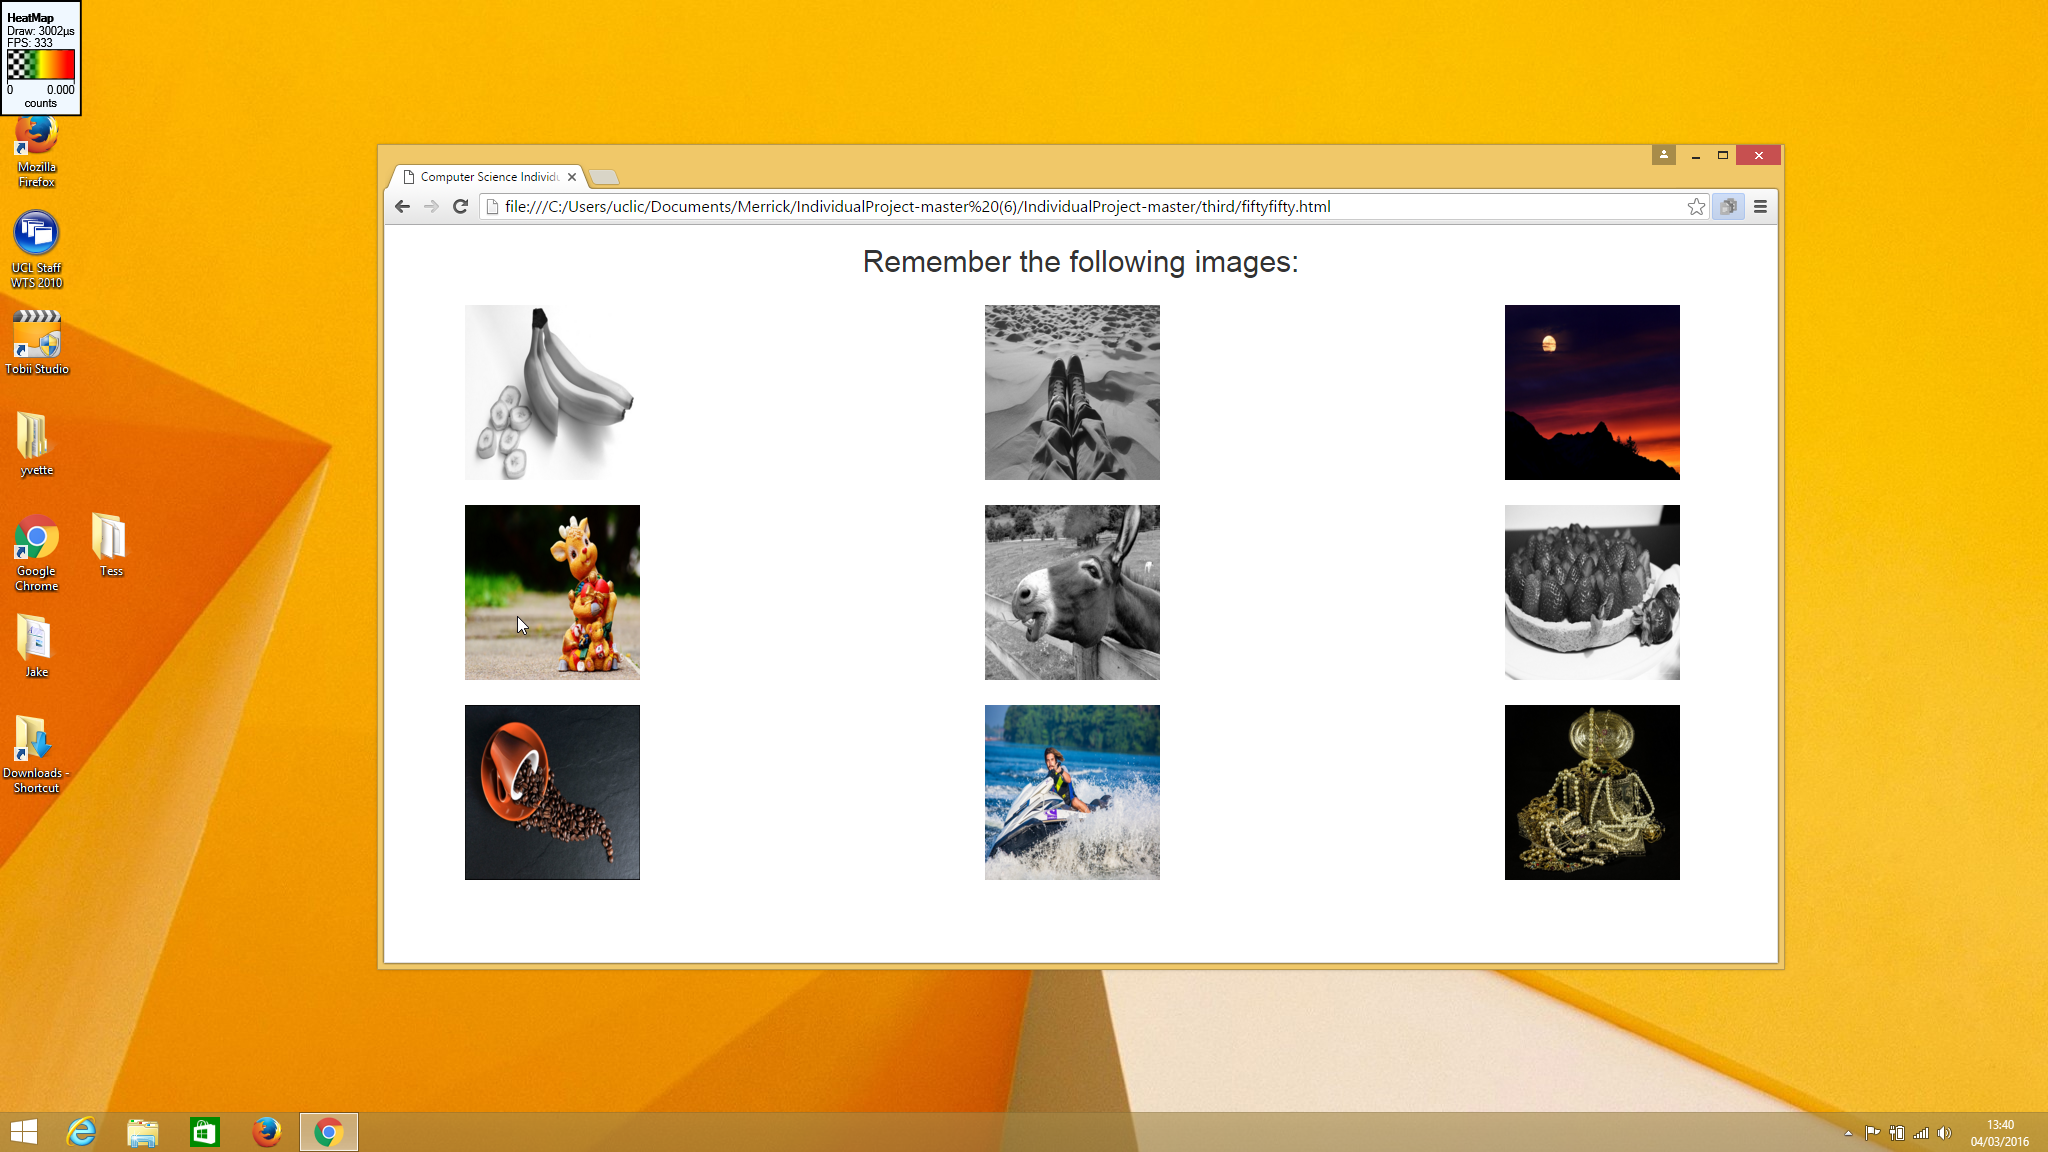 HeatMap
Draw: 3002µs
FPS: 333
0 0.000
counts
Mozilla
Firefox
UCL Staff
WTS 2010
Tobii Studio
yvette
Google
Chrome
Tess
Jake
Downloads -
Shortcut
Computer Science Individu
file:///C:/Users/uclic/Documents/Merrick/IndividualProject-master%20(6)/IndividualProject-master/third/fiftyfifty.html
Remember the following images:
13:40
04/03/2016